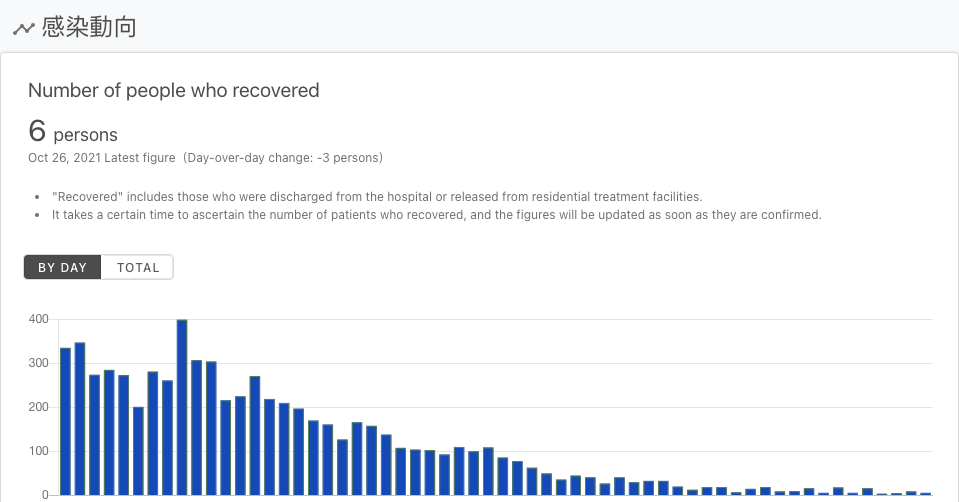 感染動向
Number of people who recovered
6 persons
Oct 26, 2021 Latest figure (Day-over-day change: -3 persons)
• "Recovered" includes those who were discharged from the hospital or released from residential treatment facilities.
• It takes a certain time to ascertain the number of patients who recovered, and the figures will be updated as soon as they are confirmed.
BY DAY TOTAL
400
300
200
100
0